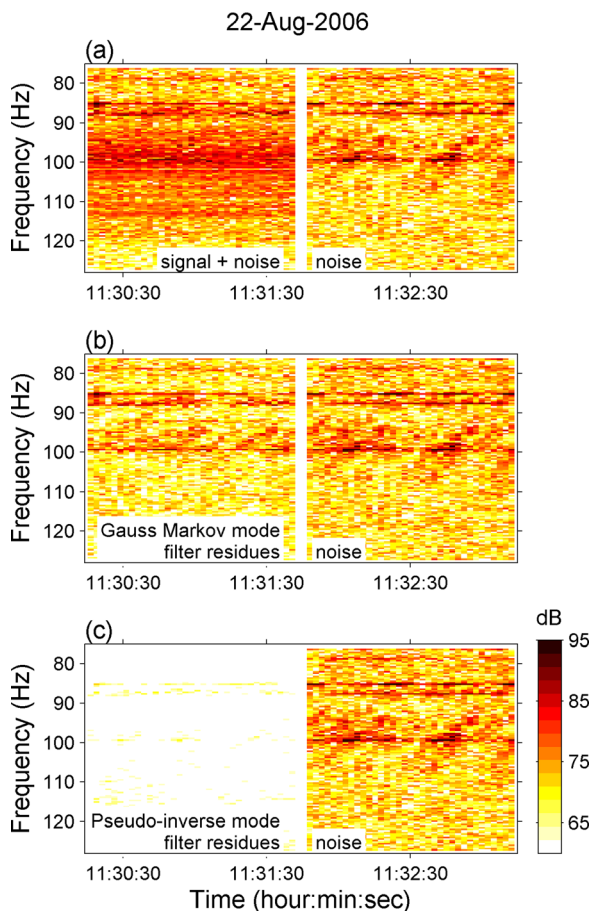 22-Aug-2006
(a)
Frequency (Hz)
80
90
100
110
120
signal + noise
noise
11:30:30
11:31:30
11:32:30
(b)
Frequency (Hz)
80
90
100
110
120
Gauss Markov mode
filter residues
noise
11:30:30
11:31:30
11:32:30
(c)
Frequency (Hz)
80
90
100
110
120
Pseudo-inverse mode
filter residues
noise
11:30:30
11:31:30
11:32:30
Time (hour:min:sec)
dB
95
85
75
65